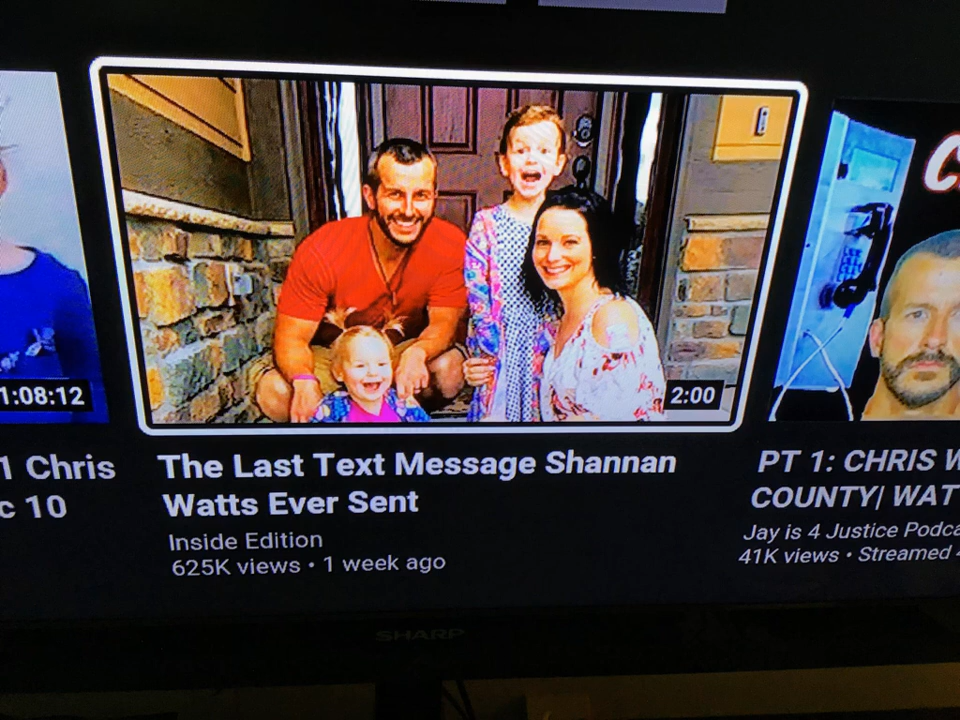 1:08:12
1 Chris
c 10
2:00
The Last Text Message Shannan
Watts Ever Sent
Inside Edition
625K views • 1 week ago
C
PT 1: CHRIS W
COUNTY| WAT
Jay is 4 Justice Podca
41K views • Streamed 4
SHARP